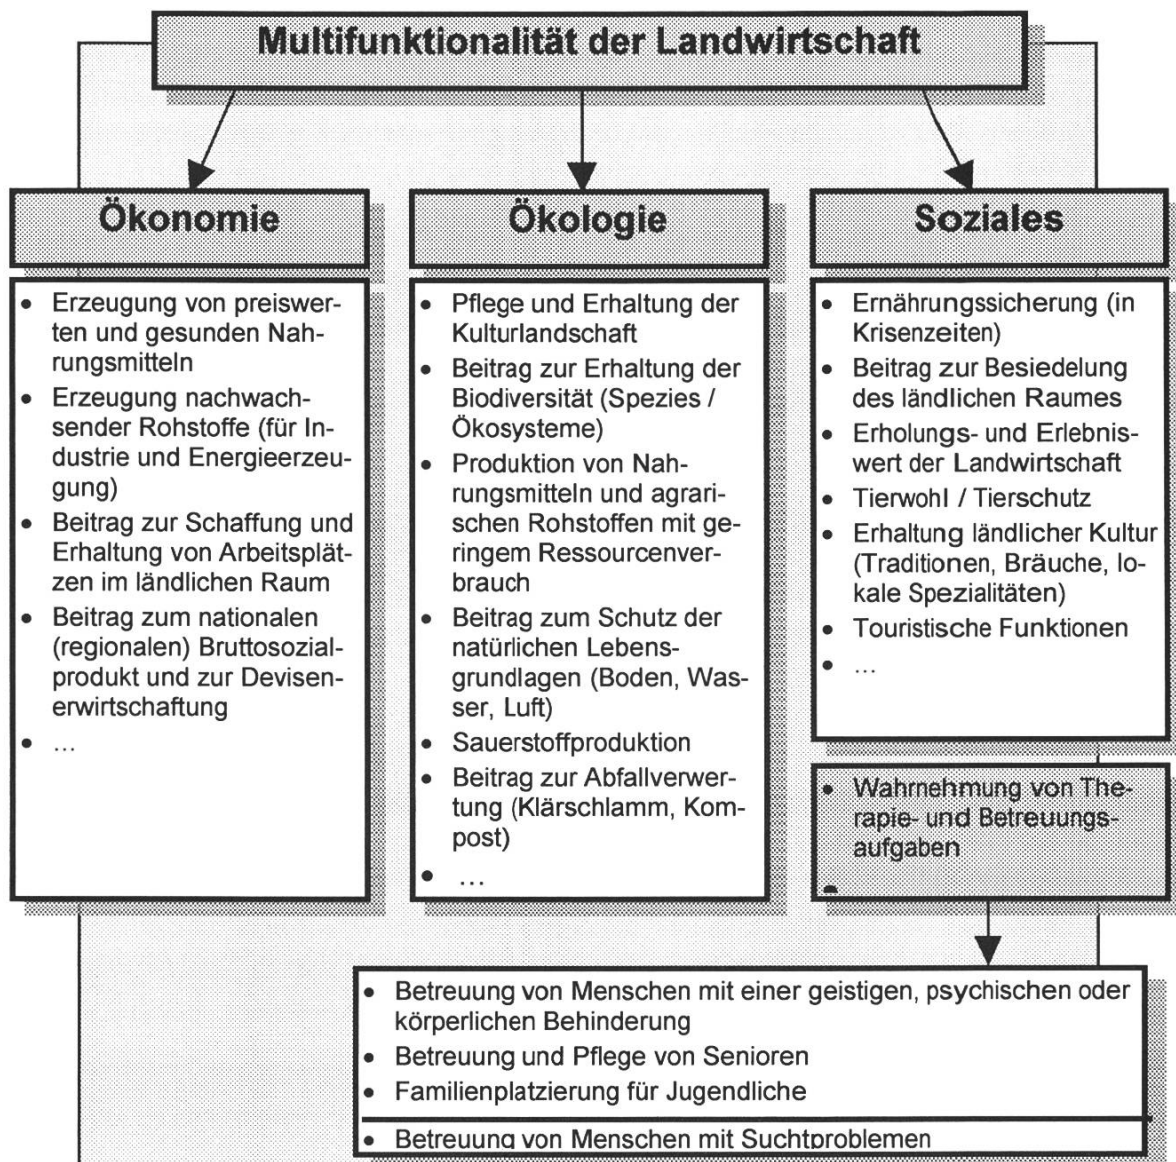 Multifunktionalität der Landwirtschaft
Ökonomie
• Erzeugung von preiswer-
ten und gesunden Nah-
rungsmitteln
• Erzeugung nachwach-
sender Rohstoffe (für In-
dustrie und Energieerzeu-
gung)
• Beitrag zur Schaffung und
Erhaltung von Arbeitsplät-
zen im ländlichen Raum
• Beitrag zum nationalen
(regionalen) Bruttosozial-
produkt und zur Devisen-
erwirtschaftung
• ...
Ökologie
• Pflege und Erhaltung der
Kulturlandschaft
• Beitrag zur Erhaltung der
Biodiversität (Spezies /
Ökosysteme)
• Produktion von Nah-
rungsmitteln und agrari-
schen Rohstoffen mit ge-
ringem Ressourcenver-
brauch
• Beitrag zum Schutz der
natürlichen Lebens-
grundlagen (Boden, Was-
ser, Luft)
• Sauerstoffproduktion
• Beitrag zur Abfallverwer-
tung (Klärschlamm, Kom-
post)
• ...
Soziales
• Ernährungssicherung (in
Krisenzeiten)
• Beitrag zur Besiedelung
des ländlichen Raumes
• Erholungs- und Erlebnis-
wert der Landwirtschaft
• Tierwohl / Tierschutz
• Erhaltung ländlicher Kultur
(Traditionen, Bräuche, lo-
kale Spezialitäten)
• Touristische Funktionen
• ...
• Wahrnehmung von The-
rapie- und Betreuungs-
aufgaben
•
• Betreuung von Menschen mit einer geistigen, psychischen oder
körperlichen Behinderung
• Betreuung und Pflege von Senioren
• Familienplatzierung für Jugendliche
• Betreuung von Menschen mit Suchtproblemen